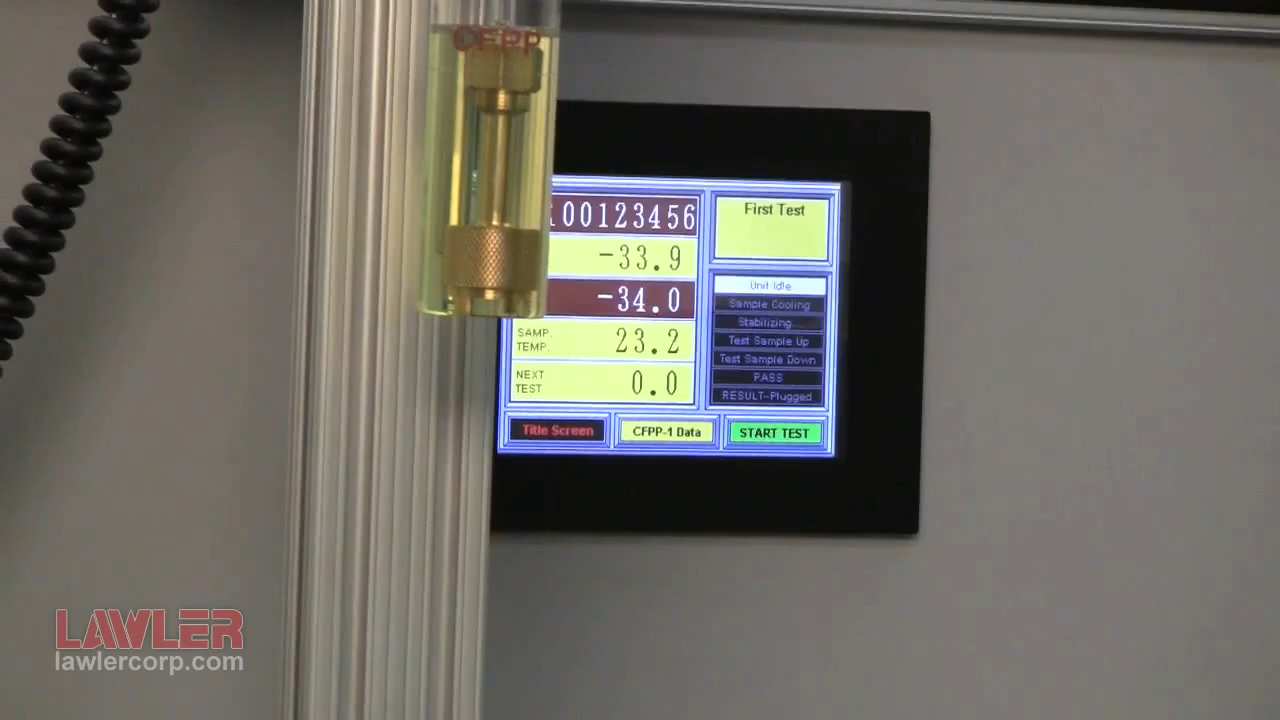 CFPP
100123456
First Test
-33.9
-34.0
Unit Idle
Sample Cooling
Stabilizing...
Test Sample Up
Test Sample Down
PASS
RESULT-Plugged
SAMP. TEMP. 23.2
NEXT TEST 0.0
Title Screen
CFPP-1 Data
START TEST
LAWLER
lawlercorp.com